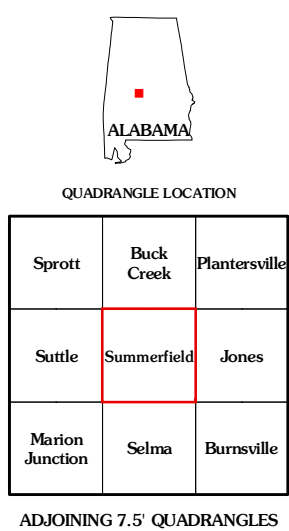 ALABAMA
QUADRANGLE LOCATION
Sprott
Buck
Creek
Plantersville
Suttle
Summerfield
Jones
Marion
Junction
Selma
Burnsville
ADJOINING 7.5' QUADRANGLES